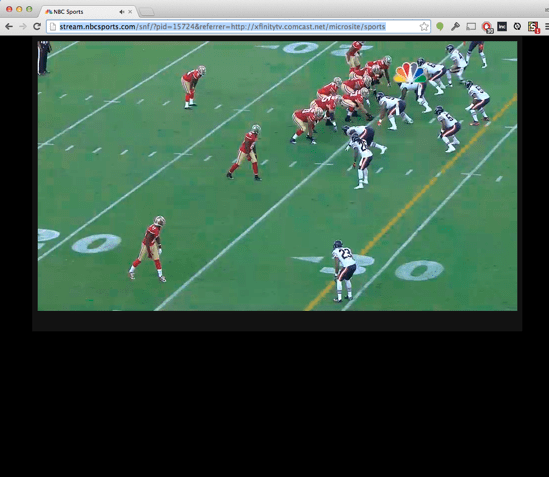 NBC Sports
stream.nbcsports.com/snf/?pid=15724&referrer=http://xfinitytv.comcast.net/microsite/sports
0
3 0
0
23